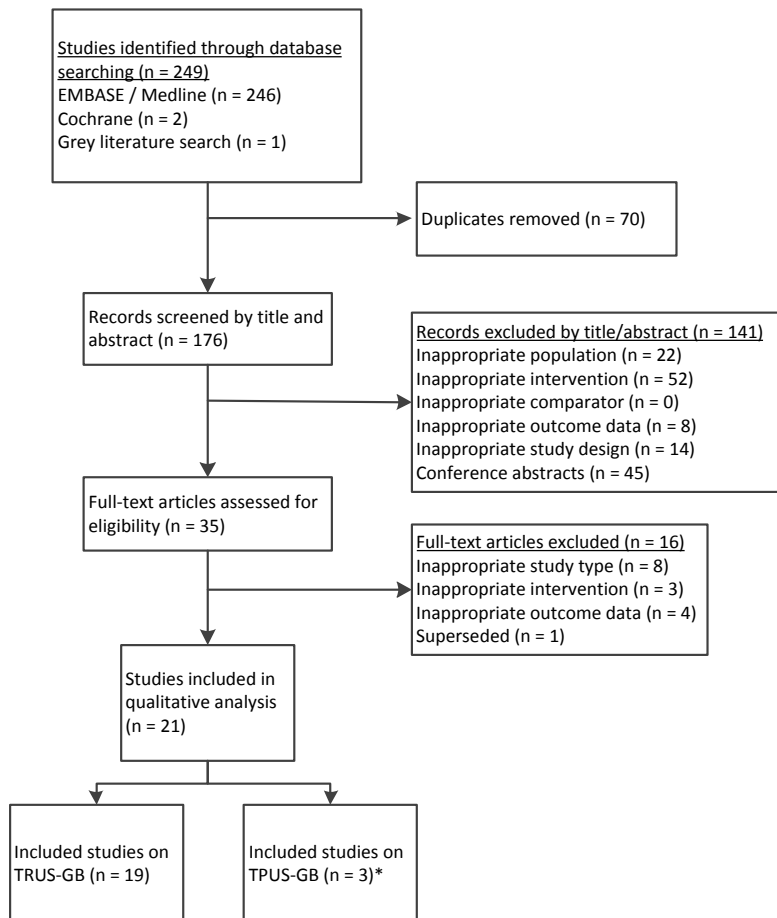 Studies identified through database
searching (n = 249)
EMBASE / Medline (n = 246)
Cochrane (n = 2)
Grey literature search (n = 1)
Duplicates removed (n = 70)
Records screened by title and
abstract (n = 176)
Records excluded by title/abstract (n = 141)
Inappropriate population (n = 22)
Inappropriate intervention (n = 52)
Inappropriate comparator (n = 0)
Inappropriate outcome data (n = 8)
Inappropriate study design (n = 14)
Conference abstracts (n = 45)
Full-text articles assessed for
eligibility (n = 35)
Full-text articles excluded (n = 16)
Inappropriate study type (n = 8)
Inappropriate intervention (n = 3)
Inappropriate outcome data (n = 4)
Superseded (n = 1)
Studies included in
qualitative analysis
(n = 21)
Included studies on
TRUS-GB (n = 19)
Included studies on
TPUS-GB (n = 3)*